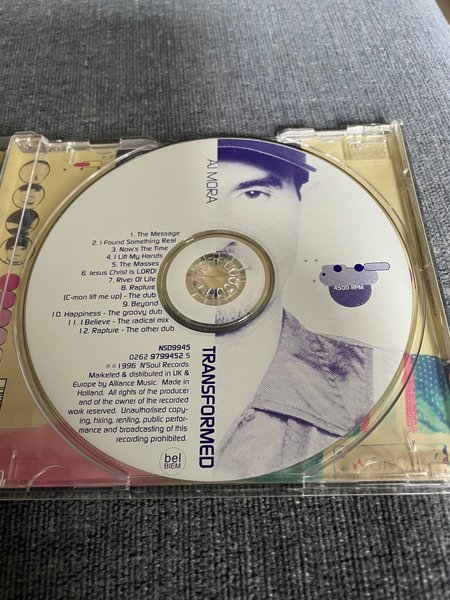 AJ MORA
TRANSFORMED
1. The Message
2. I Found Something Real
3. Now's The Time
4. I Lift My Hands
5. The Masses
6. Jesus Christ is LORD!
7. River Of Life
8. Rapture
(C-mon lift me up) - The dub
9. Beyond
10. Happiness - The groovy dub
11. I Believe - The radical mix
12. Rapture - The other dub
NSD9945
0262 9799452 5
℗ © 1996 N'Soul Records.
Marketed & distributed in UK &
Europe by Alliance Music. Made in
Holland. All rights of the producer
and of the owner of the recorded
work reserved. Unauthorised copy-
ing, hiring, renting, public perfor-
mance and broadcasting of this
recording prohibited.
bel
BIEM
4500 RPM